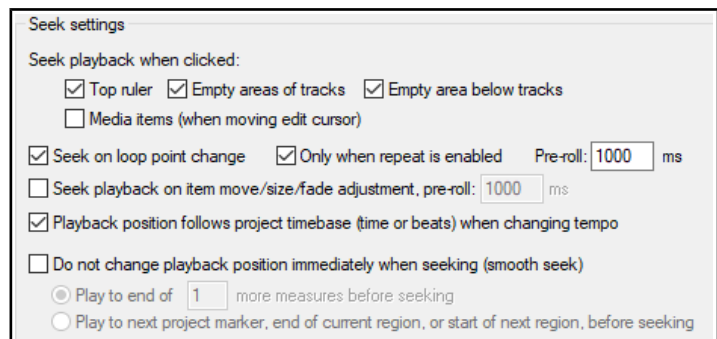 Seek settings
Seek playback when clicked:
Top ruler Empty areas of tracks Empty area below tracks
Media items (when moving edit cursor)
Seek on loop point change Only when repeat is enabled Pre-roll: 1000 ms
Seek playback on item move/size/fade adjustment, pre-roll: 1000 ms
Playback position follows project timebase (time or beats) when changing tempo
Do not change playback position immediately when seeking (smooth seek)
Play to end of 1 more measures before seeking
Play to next project marker, end of current region, or start of next region, before seeking